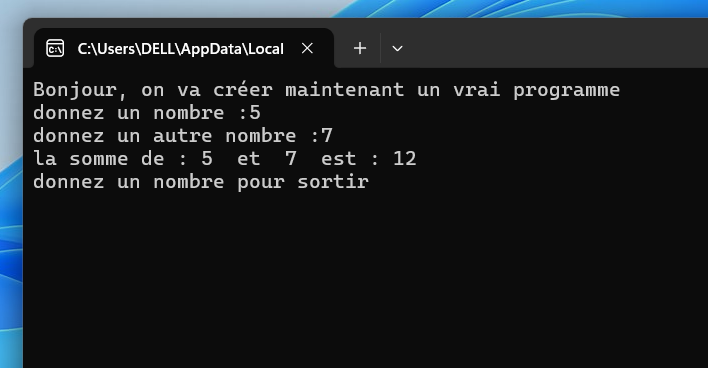 C:\Users\DELL\AppData\Local
Bonjour, on va créer maintenant un vrai programme
donnez un nombre :5
donnez un autre nombre :7
la somme de : 5  et  7  est : 12
donnez un nombre pour sortir